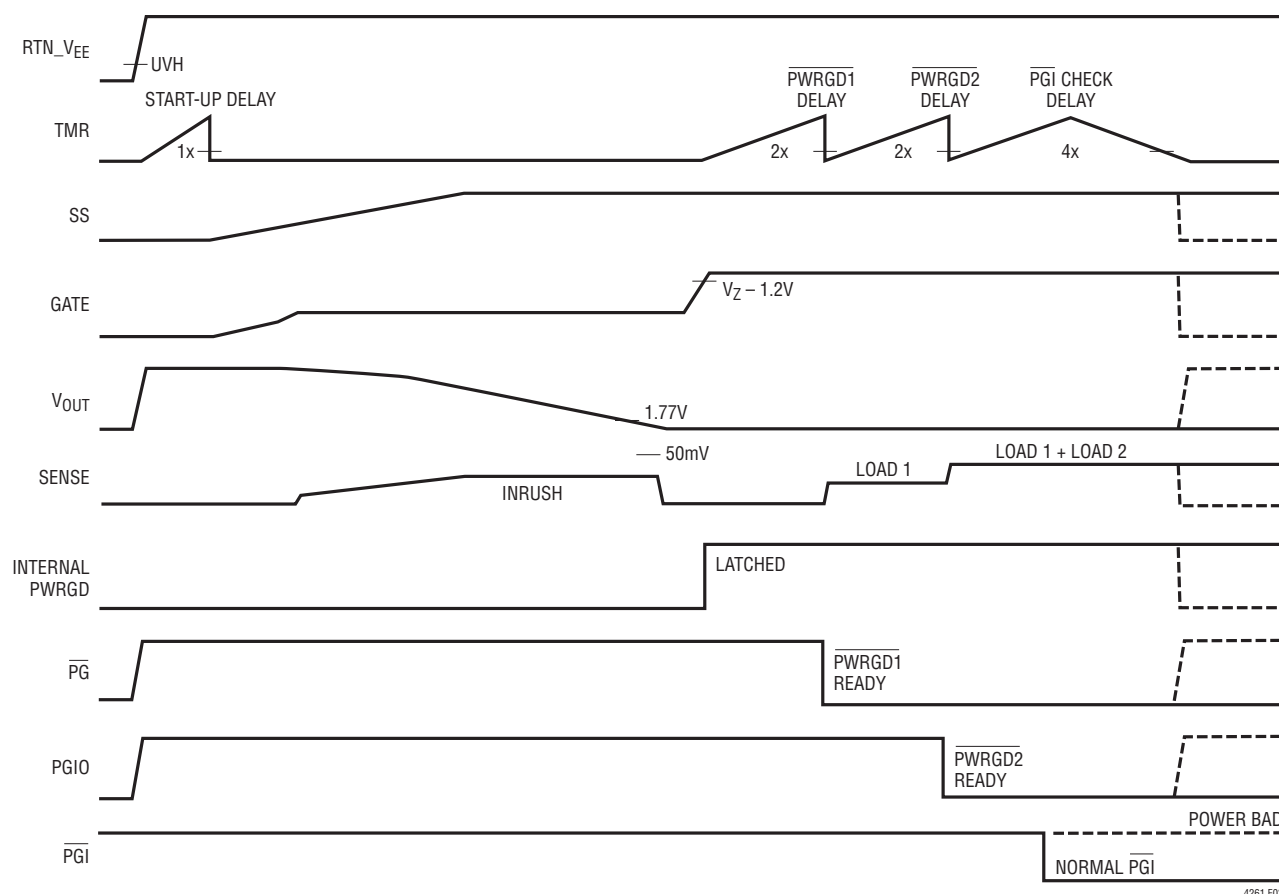 RTN_VEE
UVH
START-UP DELAY
PWRGD1
DELAY
PWRGD2
DELAY
PGI CHECK
DELAY
TMR
1x
2x
2x
4x
SS
GATE
VZ – 1.2V
VOUT
1.77V
50mV
SENSE
INRUSH
LOAD 1
LOAD 1 + LOAD 2
INTERNAL
PWRGD
LATCHED
PG
PWRGD1
READY
PGIO
PWRGD2
READY
POWER BAD
PGI
NORMAL PGI